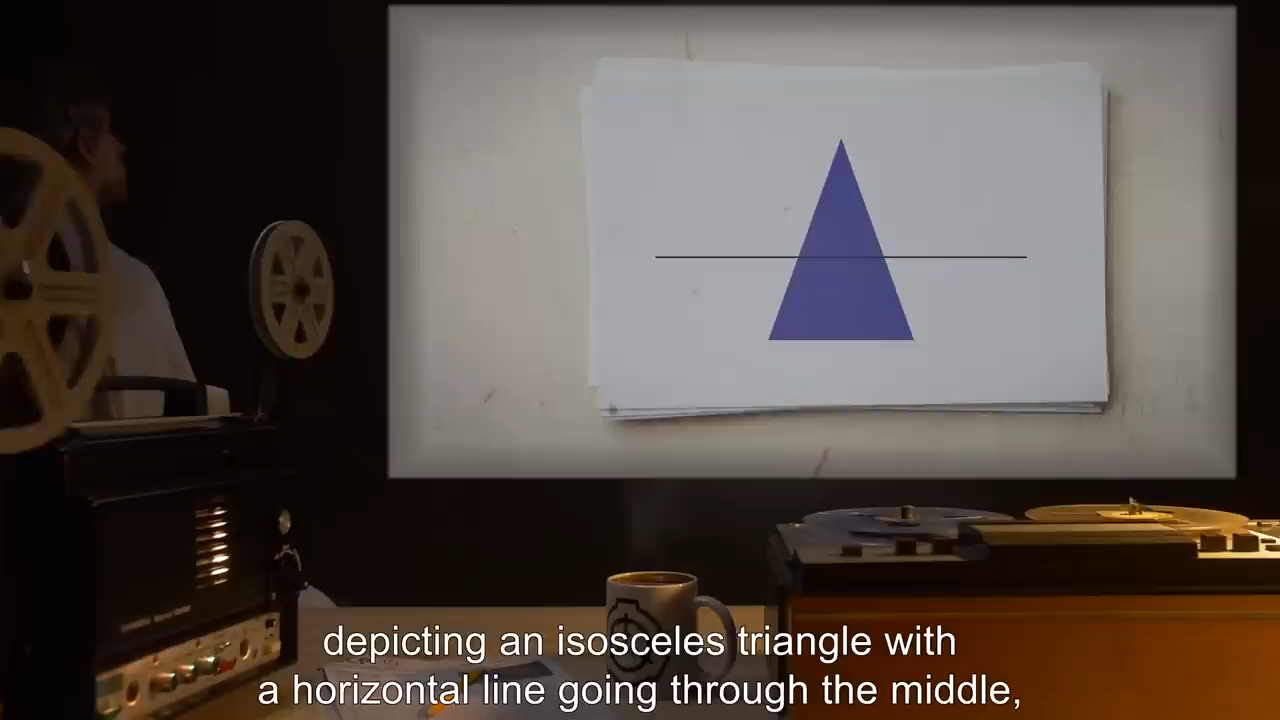 depicting an isosceles triangle with
a horizontal line going through the middle,